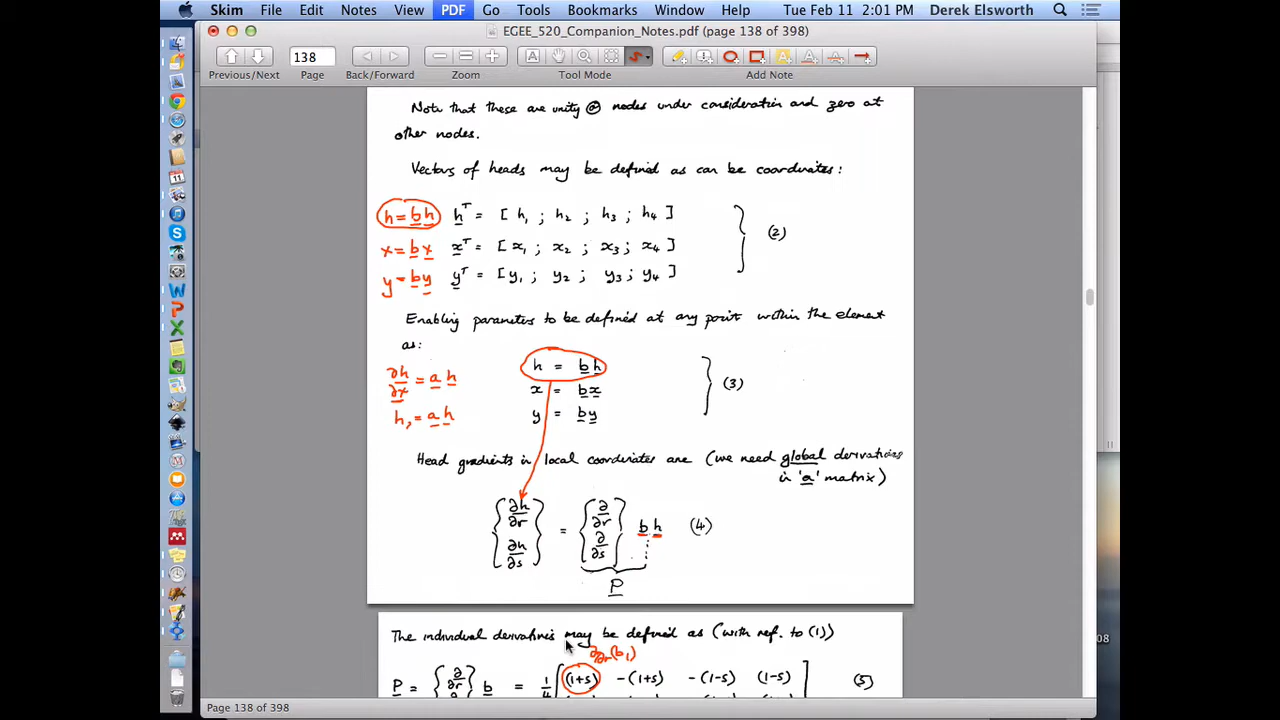 Skim File Edit Notes View PDF Go Tools Bookmarks Window Help Tue Feb 11 2:01 PM Derek Elsworth
EGEE_520_Companion_Notes.pdf (page 138 of 398)
138
Previous/Next Page Back/Forward Zoom Tool Mode Add Note
Note that these are unity @ nodes under consideration and zero at
other nodes.
Vectors of heads may be defined as can be coordinates:
h = b h h^T = [ h₁ ; h₂ ; h₃ ; h₄ ]
x = b x x^T = [ x₁ ; x₂ ; x₃ ; x₄ ] (2)
y = b y y^T = [ y₁ ; y₂ ; y₃ ; y₄ ]
Enabling parameters to be defined at any point within the element
as:
h = b h
∂h/∂x = a h x = b x (3)
h, = a h y = b y
Head gradients in local coordinates are (we need global derivatives
in 'a' matrix)
{ ∂h/∂r ∂h/∂s } = { ∂/∂r ∂/∂s } b h (4)
P
The individual derivatives may be defined as (with ref. to (1))
∂/∂r (b₁)
P = { ∂/∂r b = 1/4 [ (1+s) -(1+s) -(1-s) (1-s) ] (5)
Page 138 of 398